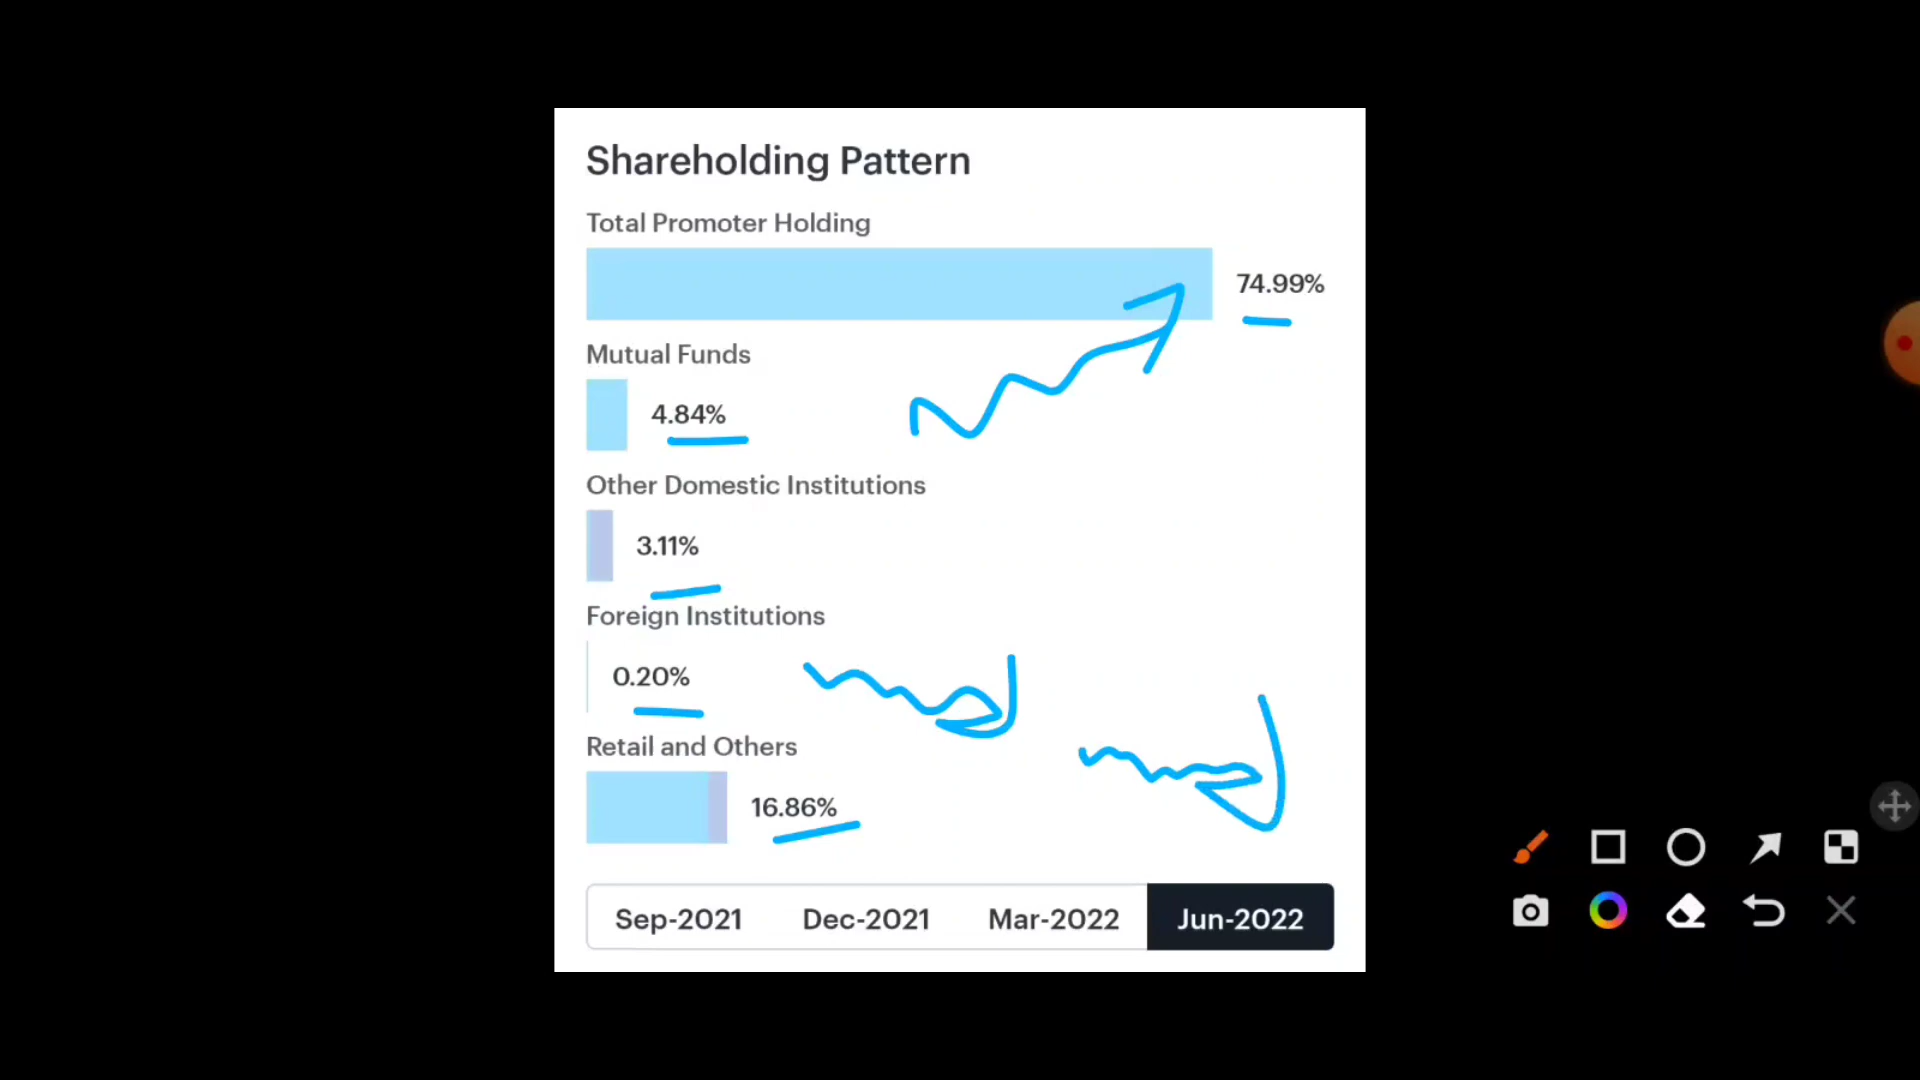 Shareholding Pattern
Total Promoter Holding
74.99%
Mutual Funds
4.84%
Other Domestic Institutions
3.11%
Foreign Institutions
0.20%
Retail and Others
16.86%
Sep-2021 Dec-2021 Mar-2022 Jun-2022